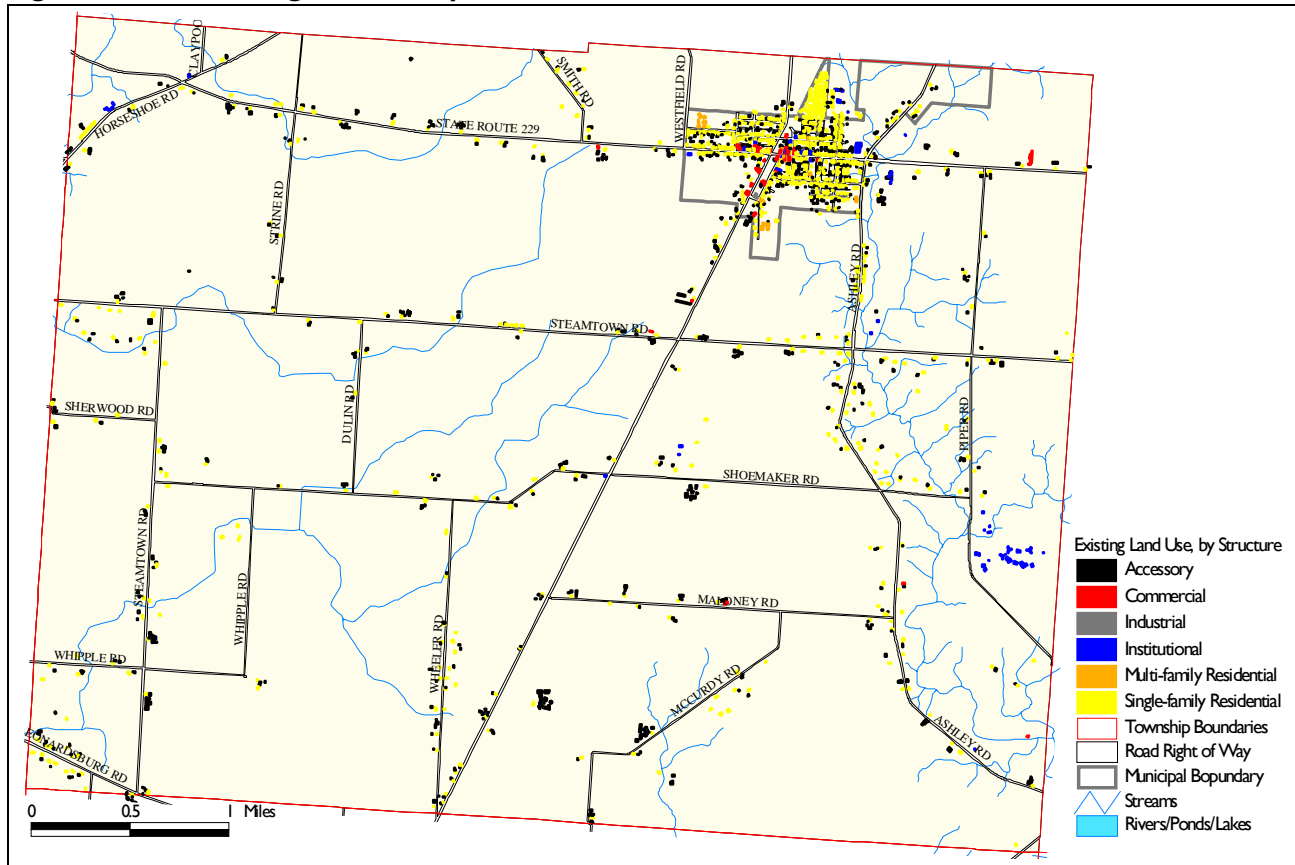 CLAYPOO
HORSESHOE RD
STATE ROUTE 229
SMITH RD
WESTFIELD RD
STRINE RD
ASHLEY RD
STEAMTOWN RD
DULIN RD
SHERWOOD RD
PIPER RD
SHOEMAKER RD
STEAMTOWN RD
WHIPPLE RD
MALONEY RD
WHEELER RD
WHIPPLE RD
MCCURDY RD
ASHLEY RD
EONARDSBURG RD
0 0.5 1 Miles
Existing Land Use, by Structure
Accessory
Commercial
Industrial
Institutional
Multi-family Residential
Single-family Residential
Township Boundaries
Road Right of Way
Municipal Bopundary
Streams
Rivers/Ponds/Lakes